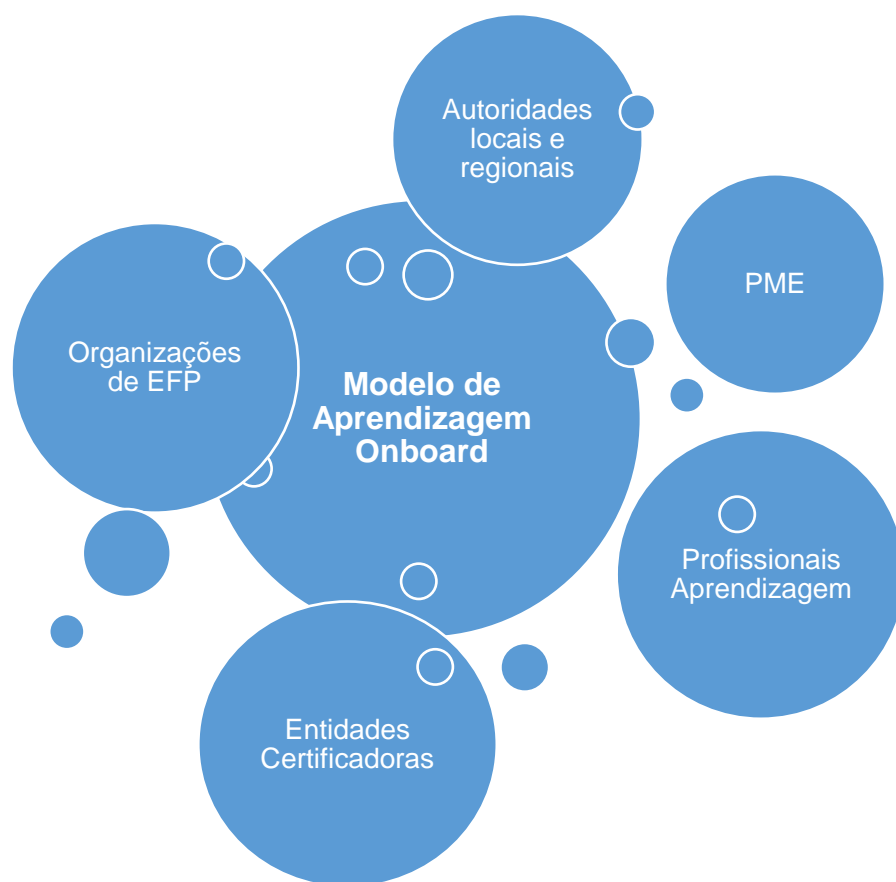 Autoridades
locais e
regionais
PME
Organizações
de EFP
Modelo de
Aprendizagem
Onboard
Profissionais
Aprendizagem
Entidades
Certificadoras